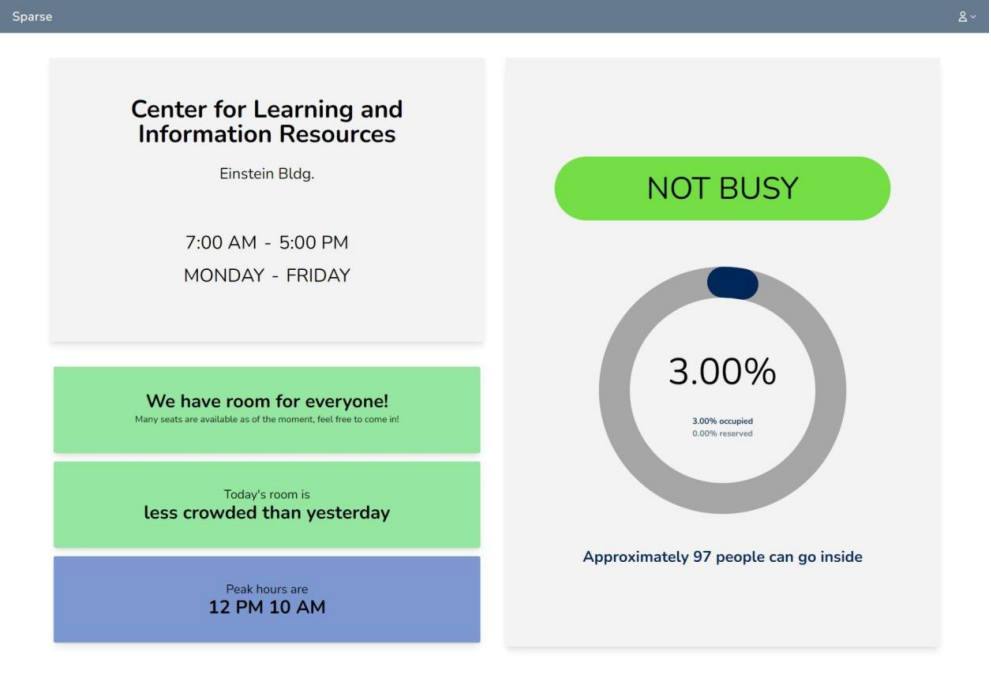 Sparse
Center for Learning and
Information Resources
Einstein Bldg.
7:00 AM - 5:00 PM
MONDAY - FRIDAY
We have room for everyone!
Many seats are available as of the moment, feel free to come in!
Today's room is
less crowded than yesterday
Peak hours are
12 PM 10 AM
NOT BUSY
3.00%
3.00% occupied
0.00% reserved
Approximately 97 people can go inside